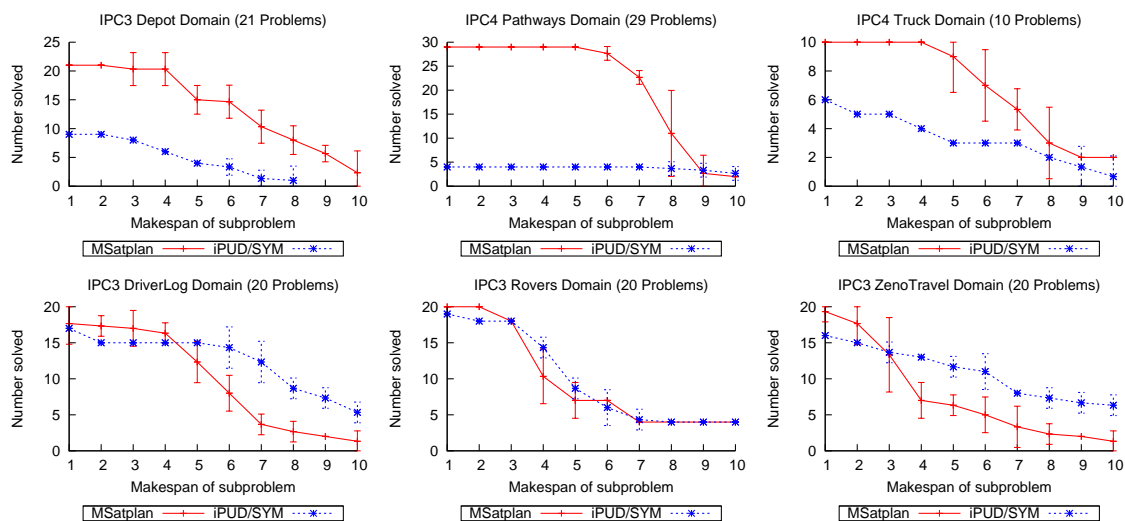 IPC3 Depot Domain (21 Problems)
Number solved
25
20
15
10
5
0
1 2 3 4 5 6 7 8 9 10
Makespan of subproblem
MSatplan iPUD/SYM
IPC4 Pathways Domain (29 Problems)
Number solved
30
25
20
15
10
5
0
1 2 3 4 5 6 7 8 9 10
Makespan of subproblem
MSatplan iPUD/SYM
IPC4 Truck Domain (10 Problems)
Number solved
10
8
6
4
2
0
1 2 3 4 5 6 7 8 9 10
Makespan of subproblem
MSatplan iPUD/SYM
IPC3 DriverLog Domain (20 Problems)
Number solved
20
15
10
5
0
1 2 3 4 5 6 7 8 9 10
Makespan of subproblem
MSatplan iPUD/SYM
IPC3 Rovers Domain (20 Problems)
Number solved
20
15
10
5
0
1 2 3 4 5 6 7 8 9 10
Makespan of subproblem
MSatplan iPUD/SYM
IPC3 ZenoTravel Domain (20 Problems)
Number solved
20
15
10
5
0
1 2 3 4 5 6 7 8 9 10
Makespan of subproblem
MSatplan iPUD/SYM